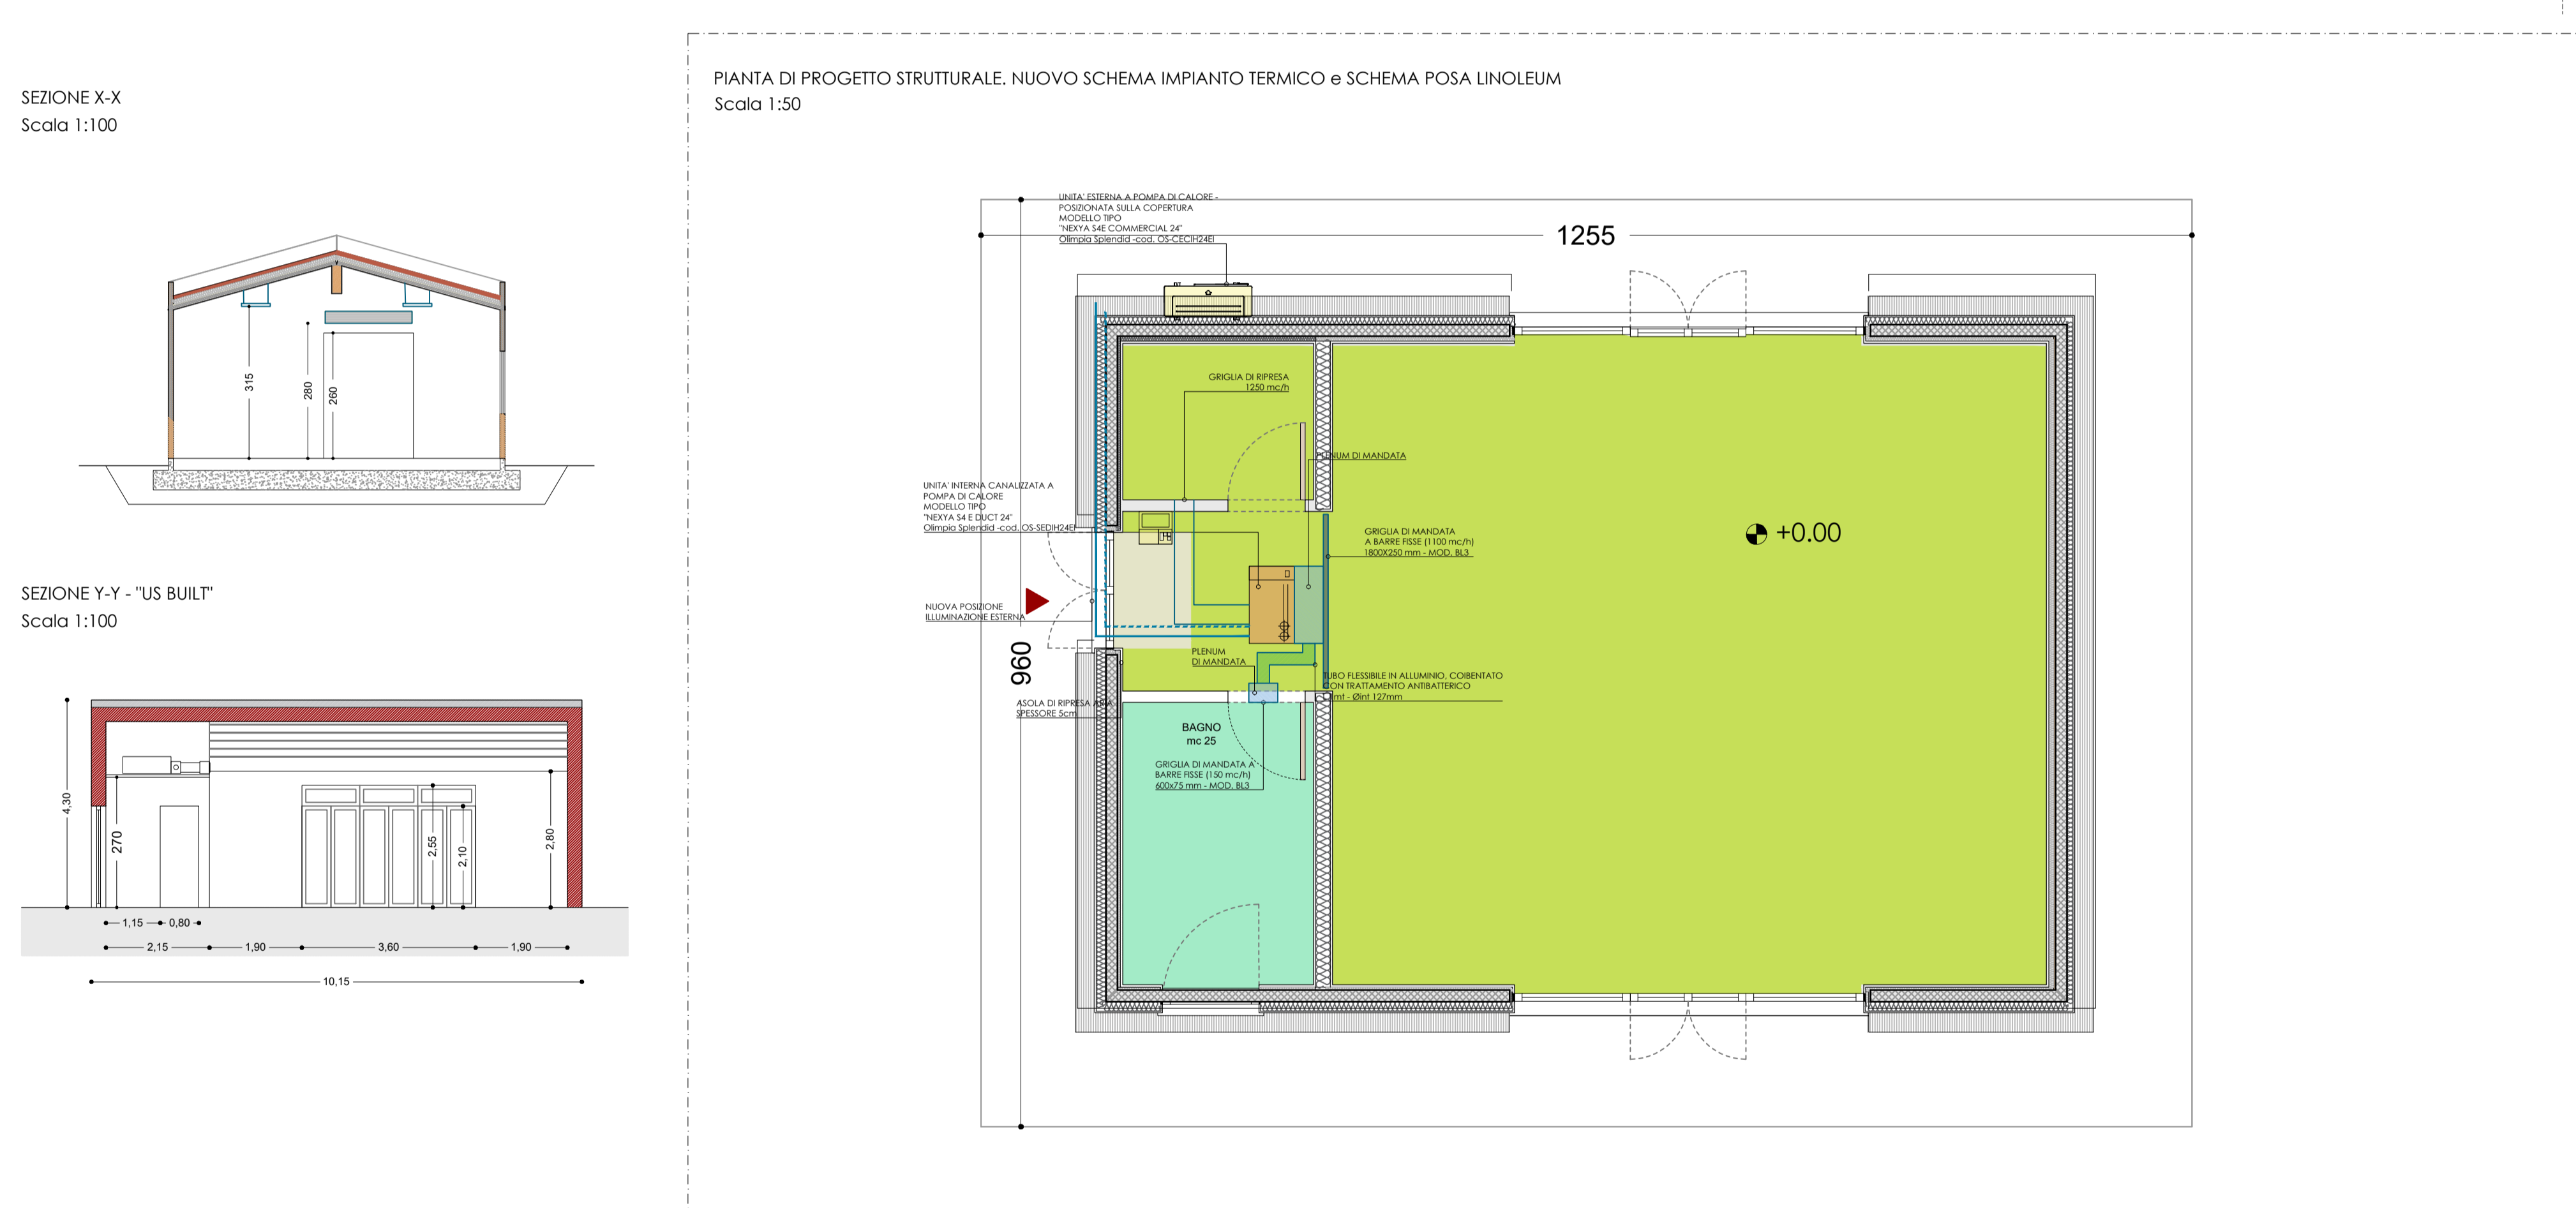 SEZIONE X-X
Scala 1:100
315
280
260
SEZIONE Y-Y - "US BUILT"
Scala 1:100
4,30
270
2,55
2,10
2,80
1,15
0,80
2,15
1,90
3,60
1,90
10,15
PIANTA DI PROGETTO STRUTTURALE. NUOVO SCHEMA IMPIANTO TERMICO e SCHEMA POSA LINOLEUM
Scala 1:50
UNITA' ESTERNA A POMPA DI CALORE -
POSIZIONATA SULLA COPERTURA
MODELLO TIPO
"NEXYA S4E COMMERCIAL 24"
Olimpia Splendid -cod. OS-CECIH24EI
1255
GRIGLIA DI RIPRESA
1250 mc/h
PLENUM DI MANDATA
UNITA' INTERNA CANALIZZATA A
POMPA DI CALORE
MODELLO TIPO
"NEXYA S4 E DUCT 24"
Olimpia Splendid -cod. OS-SEDIH24EI
GRIGLIA DI MANDATA
A BARRE FISSE (1100 mc/h)
1800X250 mm - MOD. BL3
+0.00
NUOVA POSIZIONE
ILLUMINAZIONE ESTERNA
960
PLENUM
DI MANDATA
TUBO FLESSIBILE IN ALLUMINIO, COIBENTATO
CON TRATTAMENTO ANTIBATTERICO
mt - Øint 127mm
ASOLA DI RIPRESA ARIA
SPESSORE 5cm
BAGNO
mc 25
GRIGLIA DI MANDATA A
BARRE FISSE (150 mc/h)
600x75 mm - MOD. BL3